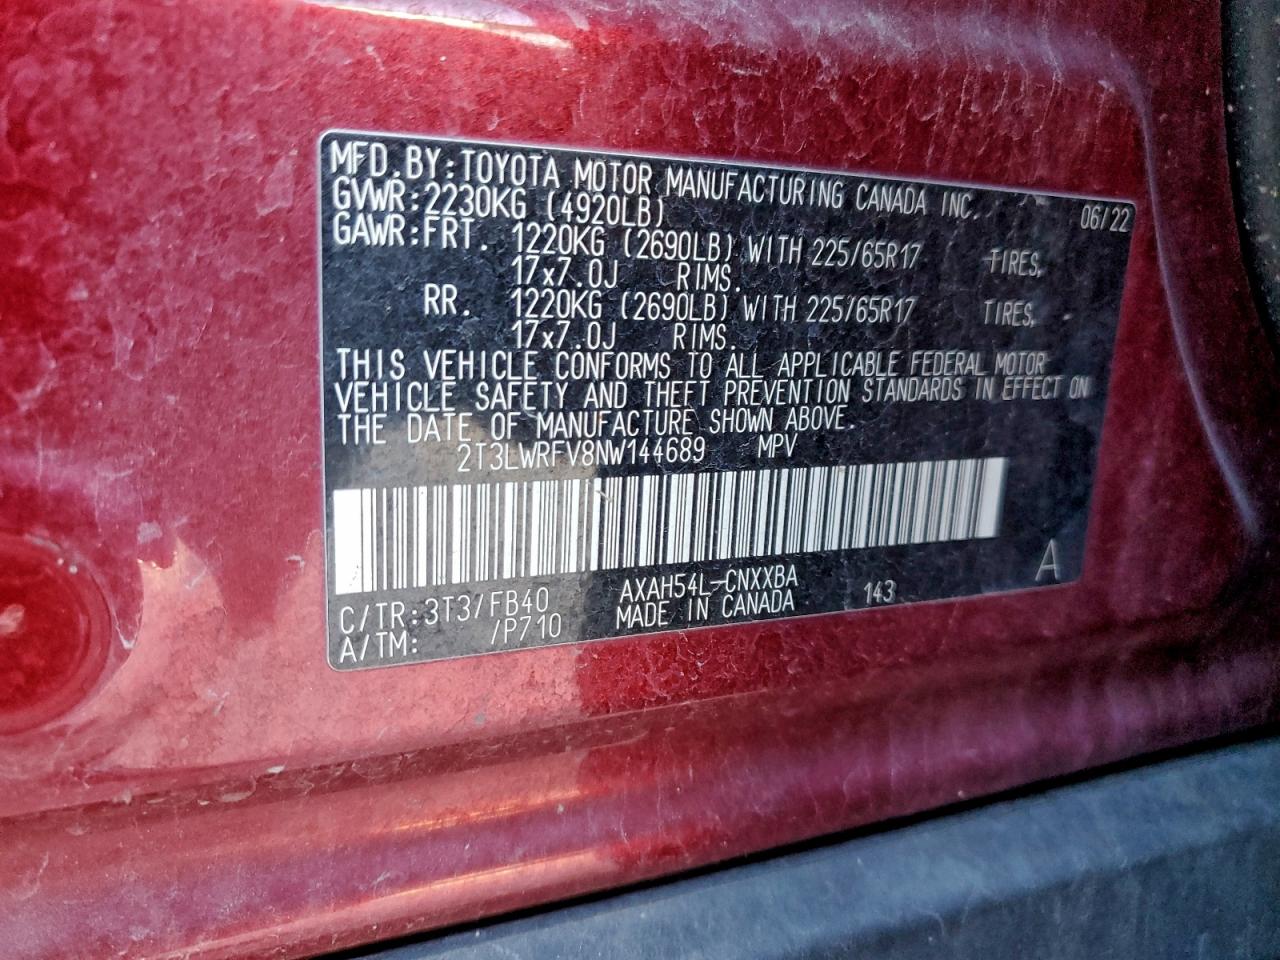 MFD.BY:TOYOTA MOTOR MANUFACTURING CANADA INC. 06/22
GVWR:2230KG (4920LB)
GAWR:FRT. 1220KG (2690LB) WITH 225/65R17 TIRES,
17x7.0J RIMS.
RR. 1220KG (2690LB) WITH 225/65R17 TIRES,
17x7.0J RIMS.
THIS VEHICLE CONFORMS TO ALL APPLICABLE FEDERAL MOTOR
VEHICLE SAFETY AND THEFT PREVENTION STANDARDS IN EFFECT ON
THE DATE OF MANUFACTURE SHOWN ABOVE.
2T3LWRFV8NW144689 MPV
C/TR:3T3/FB40 AXAH54L-CNXXBA 143 A
A/TM: /P710 MADE IN CANADA